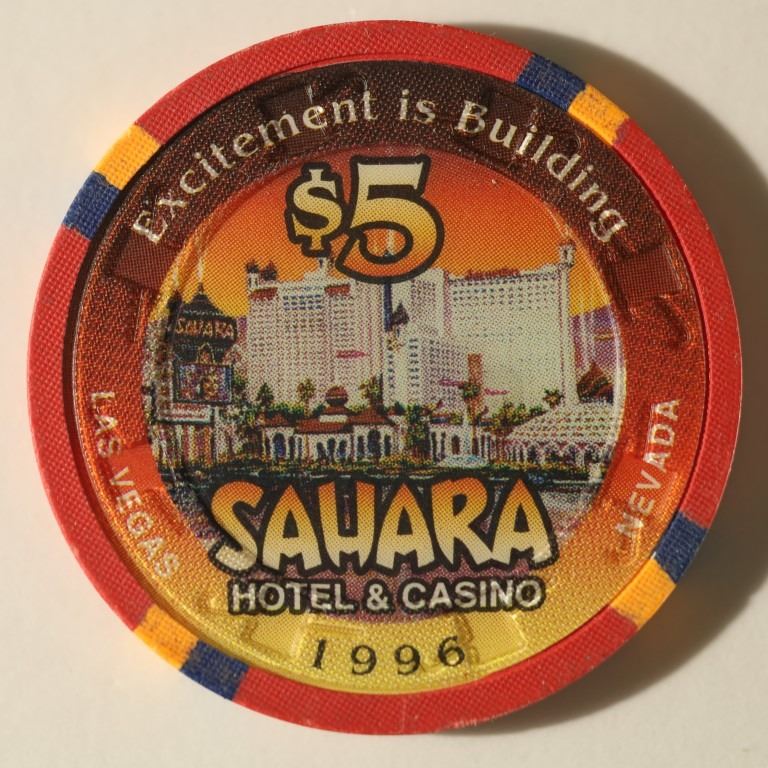 Excitement is Building
$5
SAHARA
LAS VEGAS
NEVADA
SAHARA
HOTEL & CASINO
1996